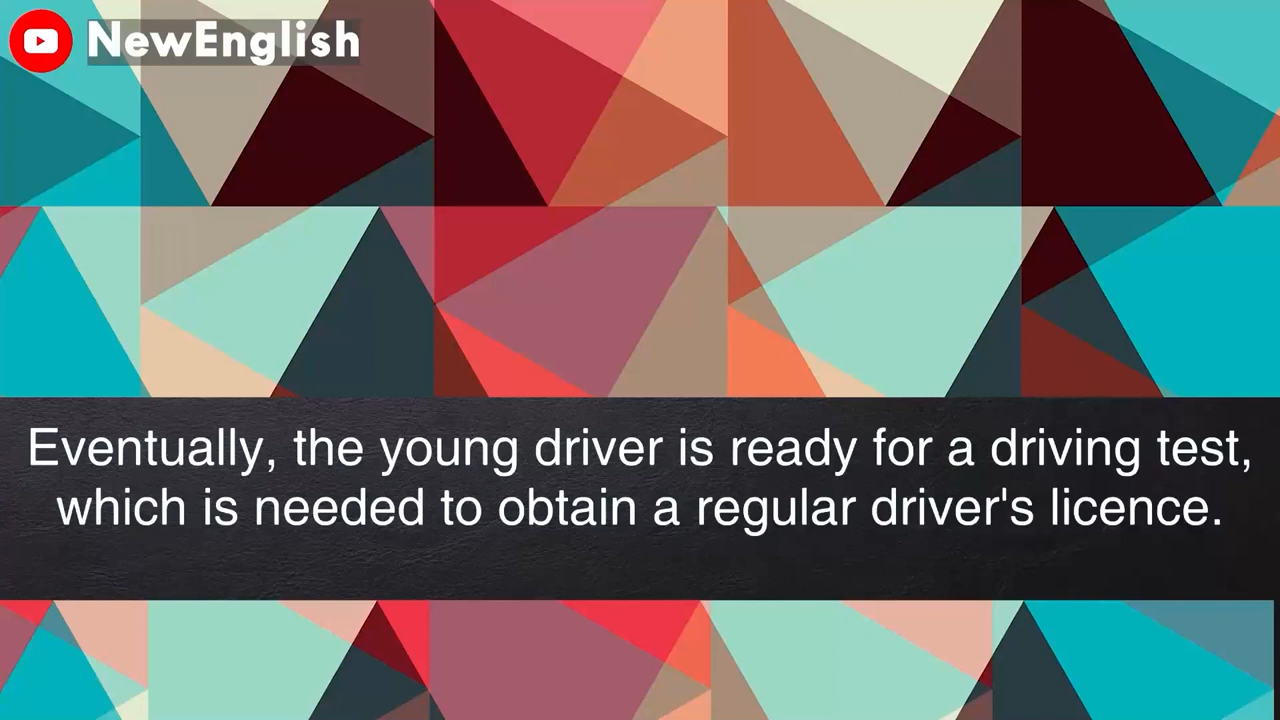 NewEnglish
Eventually, the young driver is ready for a driving test,
which is needed to obtain a regular driver's licence.